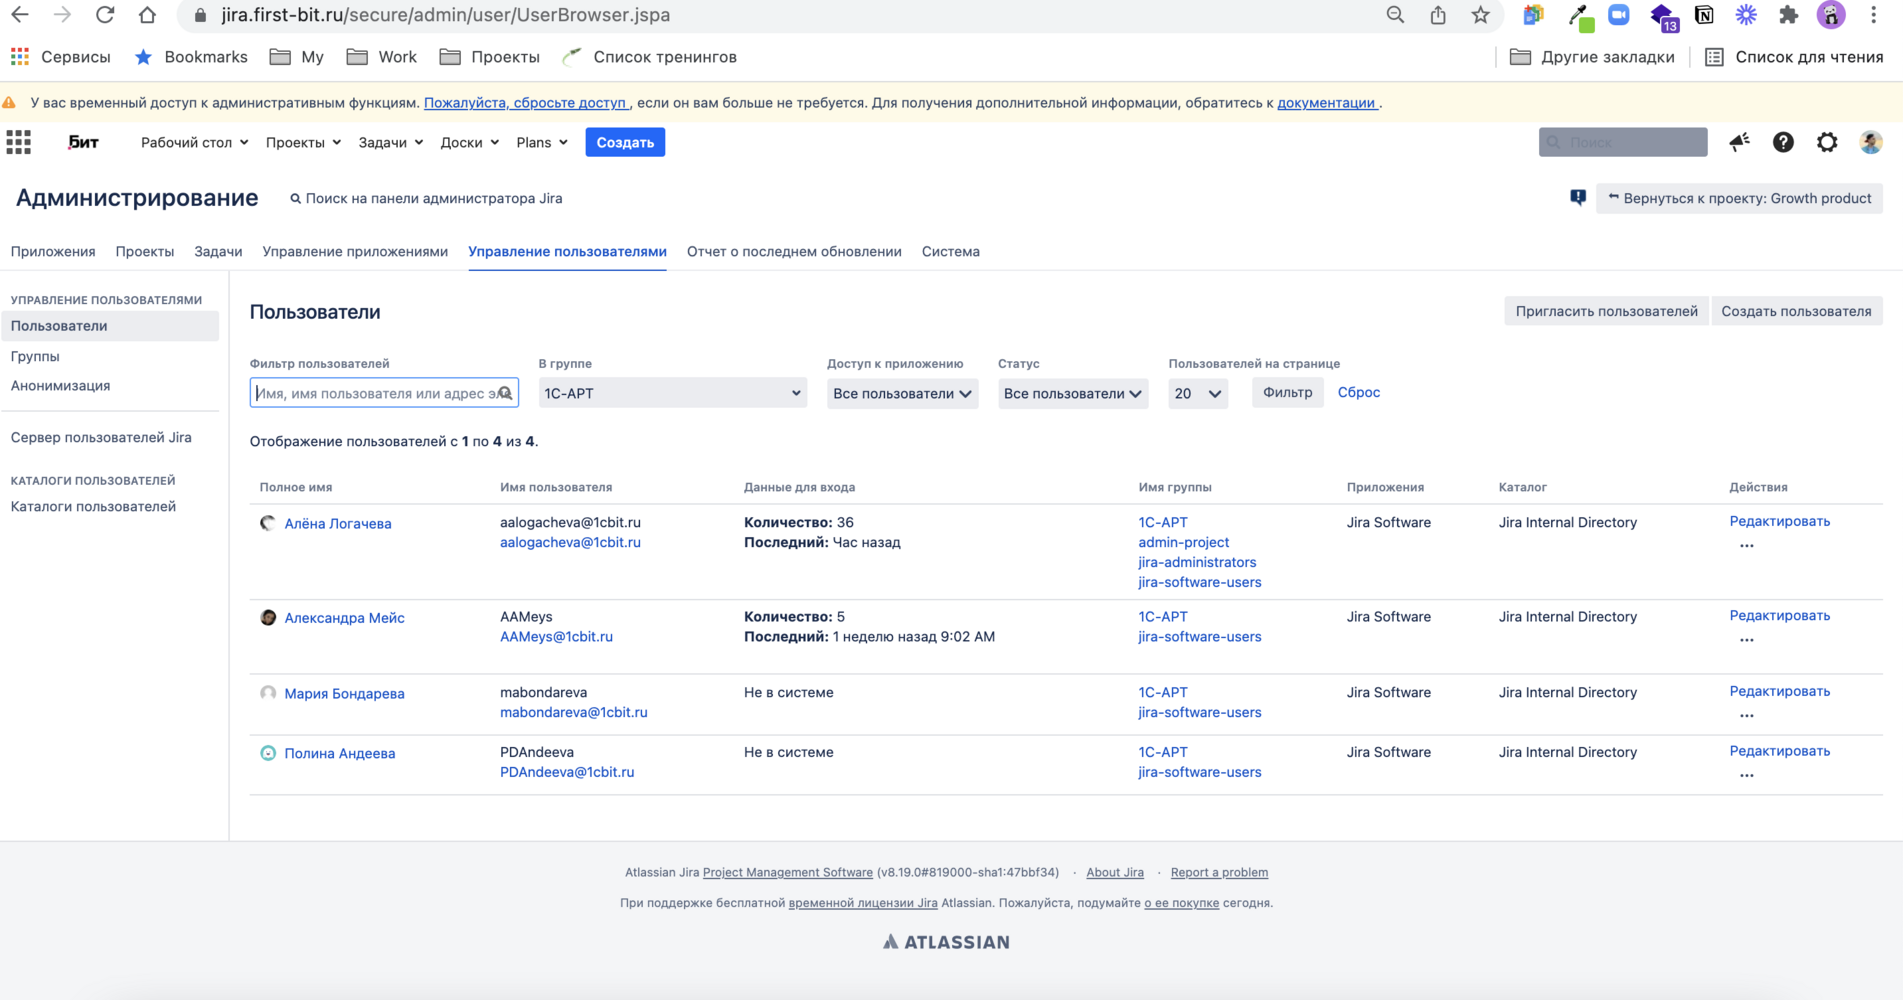 jira.first-bit.ru/secure/admin/user/UserBrowser.jspa
13
Сервисы Bookmarks My Work Проекты Список тренингов Другие закладки Список для чтения
У вас временный доступ к административным функциям. Пожалуйста, сбросьте доступ , если он вам больше не требуется. Для получения дополнительной информации, обратитесь к документации .
Бит Рабочий стол Проекты Задачи Доски Plans Создать Поиск
Администрирование Поиск на панели администратора Jira Вернуться к проекту: Growth product
Приложения Проекты Задачи Управление приложениями Управление пользователями Отчет о последнем обновлении Система
УПРАВЛЕНИЕ ПОЛЬЗОВАТЕЛЯМИ
Пользователи
Группы
Анонимизация
Сервер пользователей Jira
КАТАЛОГИ ПОЛЬЗОВАТЕЛЕЙ
Каталоги пользователей
Пользователи Пригласить пользователей Создать пользователя
Фильтр пользователей В группе Доступ к приложению Статус Пользователей на странице
Имя, имя пользователя или адрес 1С-АРТ Все пользователи Все пользователи 20 Фильтр Сброс
Отображение пользователей с 1 по 4 из 4.
Полное имя Имя пользователя Данные для входа Имя группы Приложения Каталог Действия
Алёна Логачева aalogacheva@1cbit.ru Количество: 36 1С-АРТ Jira Software Jira Internal Directory Редактировать
aalogacheva@1cbit.ru Последний: Час назад admin-project ...
jira-administrators
jira-software-users
Александра Мейс AAMeys Количество: 5 1С-АРТ Jira Software Jira Internal Directory Редактировать
AAMeys@1cbit.ru Последний: 1 неделю назад 9:02 AM jira-software-users ...
Мария Бондарева mabondareva Не в системе 1С-АРТ Jira Software Jira Internal Directory Редактировать
mabondareva@1cbit.ru jira-software-users ...
Полина Андеева PDAndeeva Не в системе 1С-АРТ Jira Software Jira Internal Directory Редактировать
PDAndeeva@1cbit.ru jira-software-users ...
Atlassian Jira Project Management Software (v8.19.0#819000-sha1:47bbf34) · About Jira · Report a problem
При поддержке бесплатной временной лицензии Jira Atlassian. Пожалуйста, подумайте о ее покупке сегодня.
ATLASSIAN